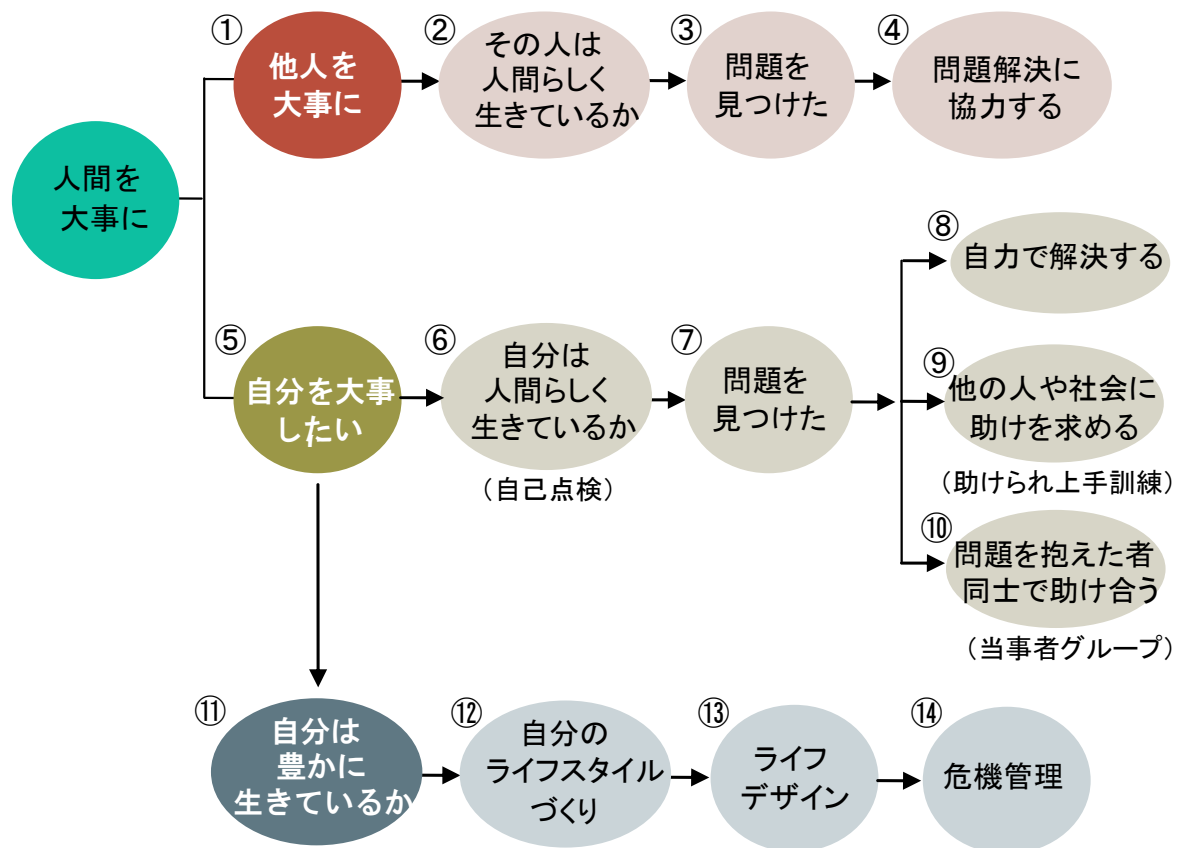 人間を
大事に
①
他人を
大事に
②
その人は
人間らしく
生きているか
③
問題を
見つけた
④
問題解決に
協力する
⑤
自分を大事
したい
⑥
自分は
人間らしく
生きているか
（自己点検）
⑦
問題を
見つけた
⑧
自力で解決する
⑨
他の人や社会に
助けを求める
（助けられ上手訓練）
⑩
問題を抱えた者
同士で助け合う
（当事者グループ）
⑪
自分は
豊かに
生きているか
⑫
自分の
ライフスタイル
づくり
⑬
ライフ
デザイン
⑭
危機管理